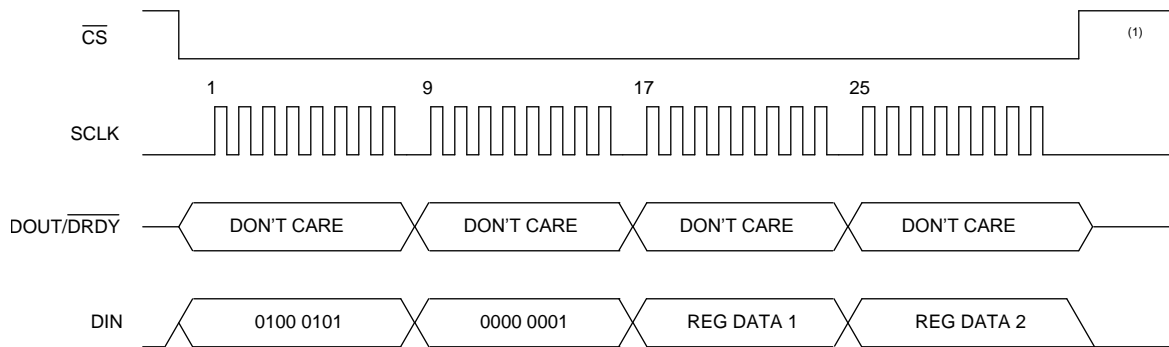 CS
(1)
1 9 17 25
SCLK
DOUT/DRDY DON'T CARE DON'T CARE DON'T CARE DON'T CARE
DIN 0100 0101 0000 0001 REG DATA 1 REG DATA 2